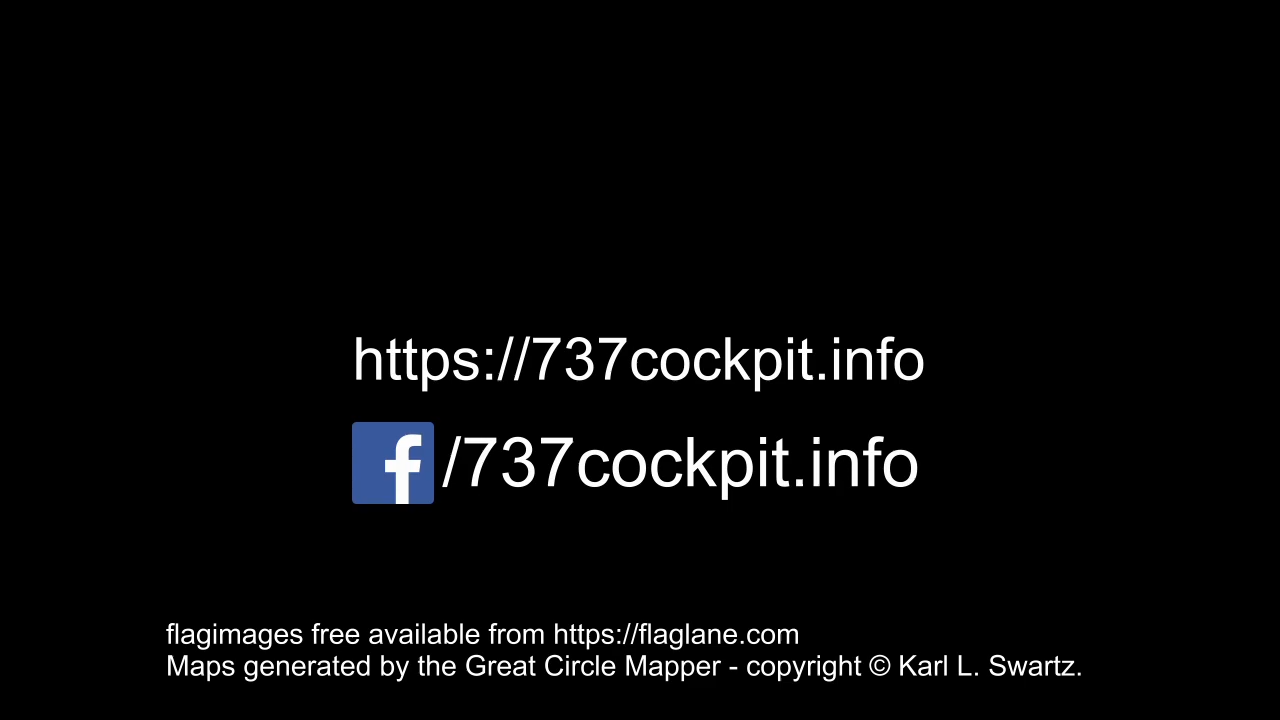 https://737cockpit.info
f /737cockpit.info
flagimages free available from https://flaglane.com
Maps generated by the Great Circle Mapper - copyright © Karl L. Swartz.